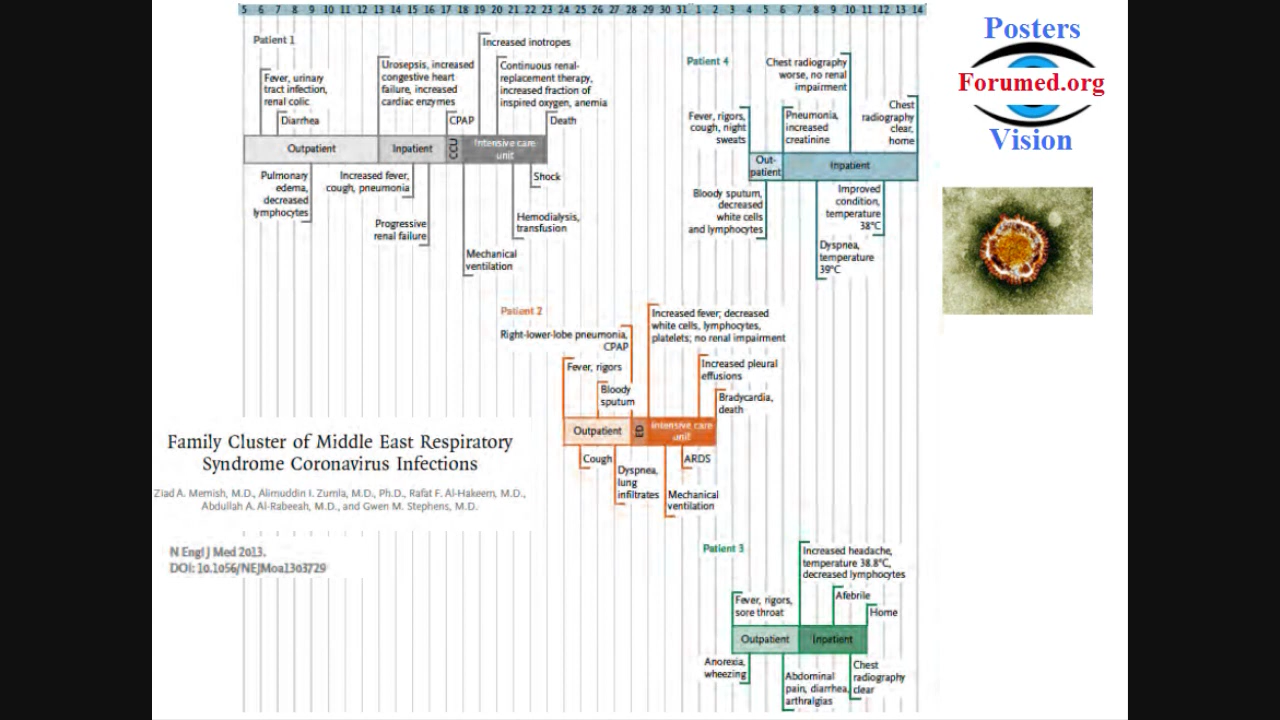 5 6 7 8 9 10 11 12 13 14 15 16 17 18 19 20 21 22 23 24 25 26 27 28 29 30 31 1 2 3 4 5 6 7 8 9 10 11 12 13 14
Posters
Forumed.org
Vision
Patient 1
Fever, urinary
tract infection,
renal colic
Diarrhea
Urosepsis, increased
congestive heart
failure, increased
cardiac enzymes
CPAP
Increased inotropes
Continuous renal-
replacement therapy,
increased fraction of
inspired oxygen, anemia
Death
Outpatient
Inpatient
CCU
Intensive care
unit
Pulmonary
edema,
decreased
lymphocytes
Increased fever,
cough, pneumonia
Progressive
renal failure
Mechanical
ventilation
Hemodialysis,
transfusion
Shock
Patient 4
Fever, rigors,
cough, night
sweats
Chest radiography
worse, no renal
impairment
Pneumonia,
increased
creatinine
Chest
radiography
clear,
home
Out-
patient
Inpatient
Bloody sputum,
decreased
white cells
and lymphocytes
Improved
condition,
temperature
38°C
Dyspnea,
temperature
39°C
Patient 2
Right-lower-lobe pneumonia,
CPAP
Fever, rigors
Bloody
sputum
Increased fever; decreased
white cells, lymphocytes,
platelets; no renal impairment
Increased pleural
effusions
Bradycardia,
death
Outpatient
ED
Intensive care
unit
Cough
Dyspnea,
lung
infiltrates
ARDS
Mechanical
ventilation
Family Cluster of Middle East Respiratory
Syndrome Coronavirus Infections
Ziad A. Memish, M.D., Alimuddin I. Zumla, M.D., Ph.D., Rafat F. Al-Hakeem, M.D.,
Abdullah A. Al-Rabeeah, M.D., and Gwen M. Stephens, M.D.
N Engl J Med 2013.
DOI: 10.1056/NEJMoa1303729
Patient 3
Fever, rigors,
sore throat
Increased headache,
temperature 38.8°C,
decreased lymphocytes
Afebrile
Home
Outpatient
Inpatient
Anorexia,
wheezing
Abdominal
pain, diarrhea,
arthralgias
Chest
radiography
clear